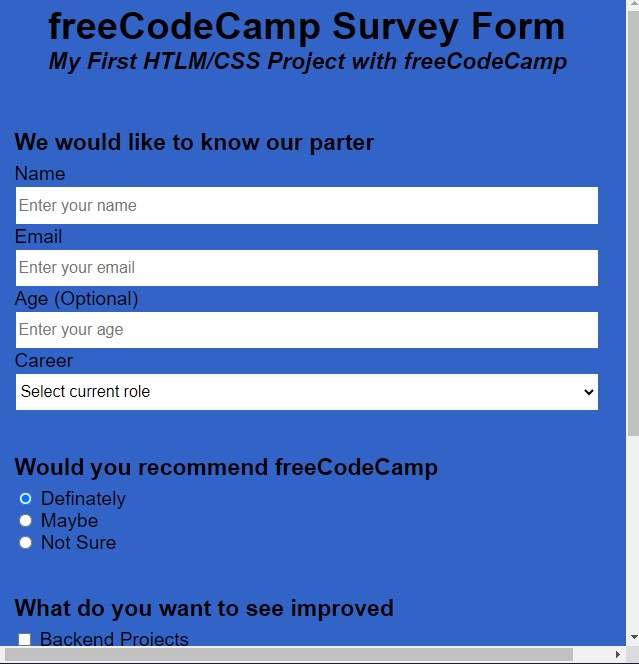 freeCodeCamp Survey Form
My First HTLM/CSS Project with freeCodeCamp
We would like to know our parter
Name
Enter your name
Email
Enter your email
Age (Optional)
Enter your age
Career
Select current role
Would you recommend freeCodeCamp
Definately
Maybe
Not Sure
What do you want to see improved
Backend Projects